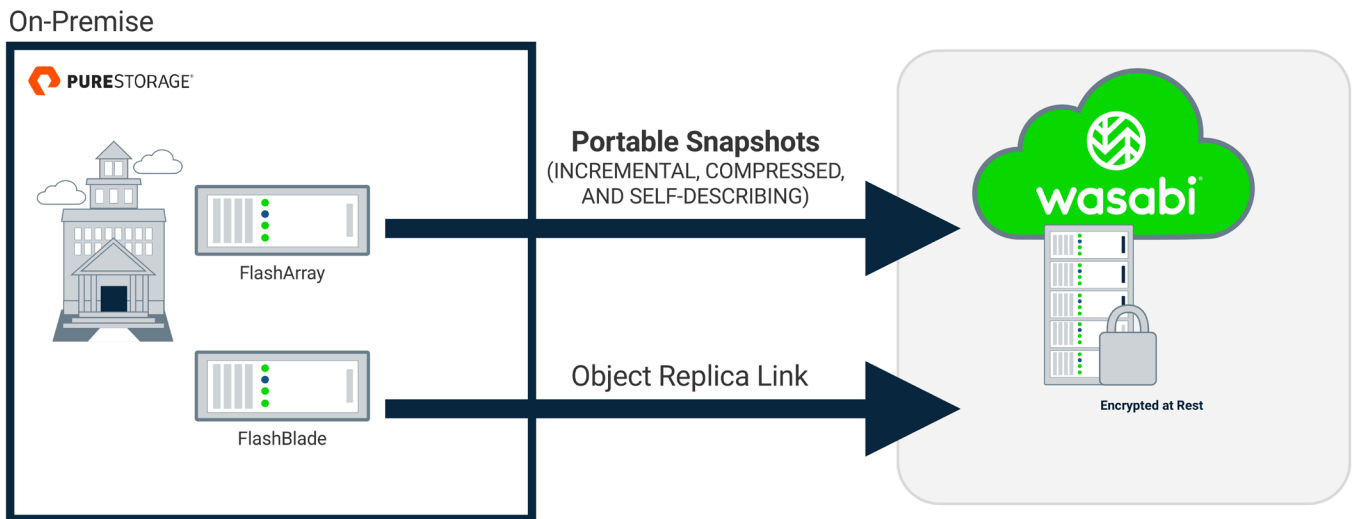 On-Premise
PURESTORAGE®
Portable Snapshots
(INCREMENTAL, COMPRESSED,
AND SELF-DESCRIBING)
wasabi
FlashArray
Object Replica Link
Encrypted at Rest
FlashBlade